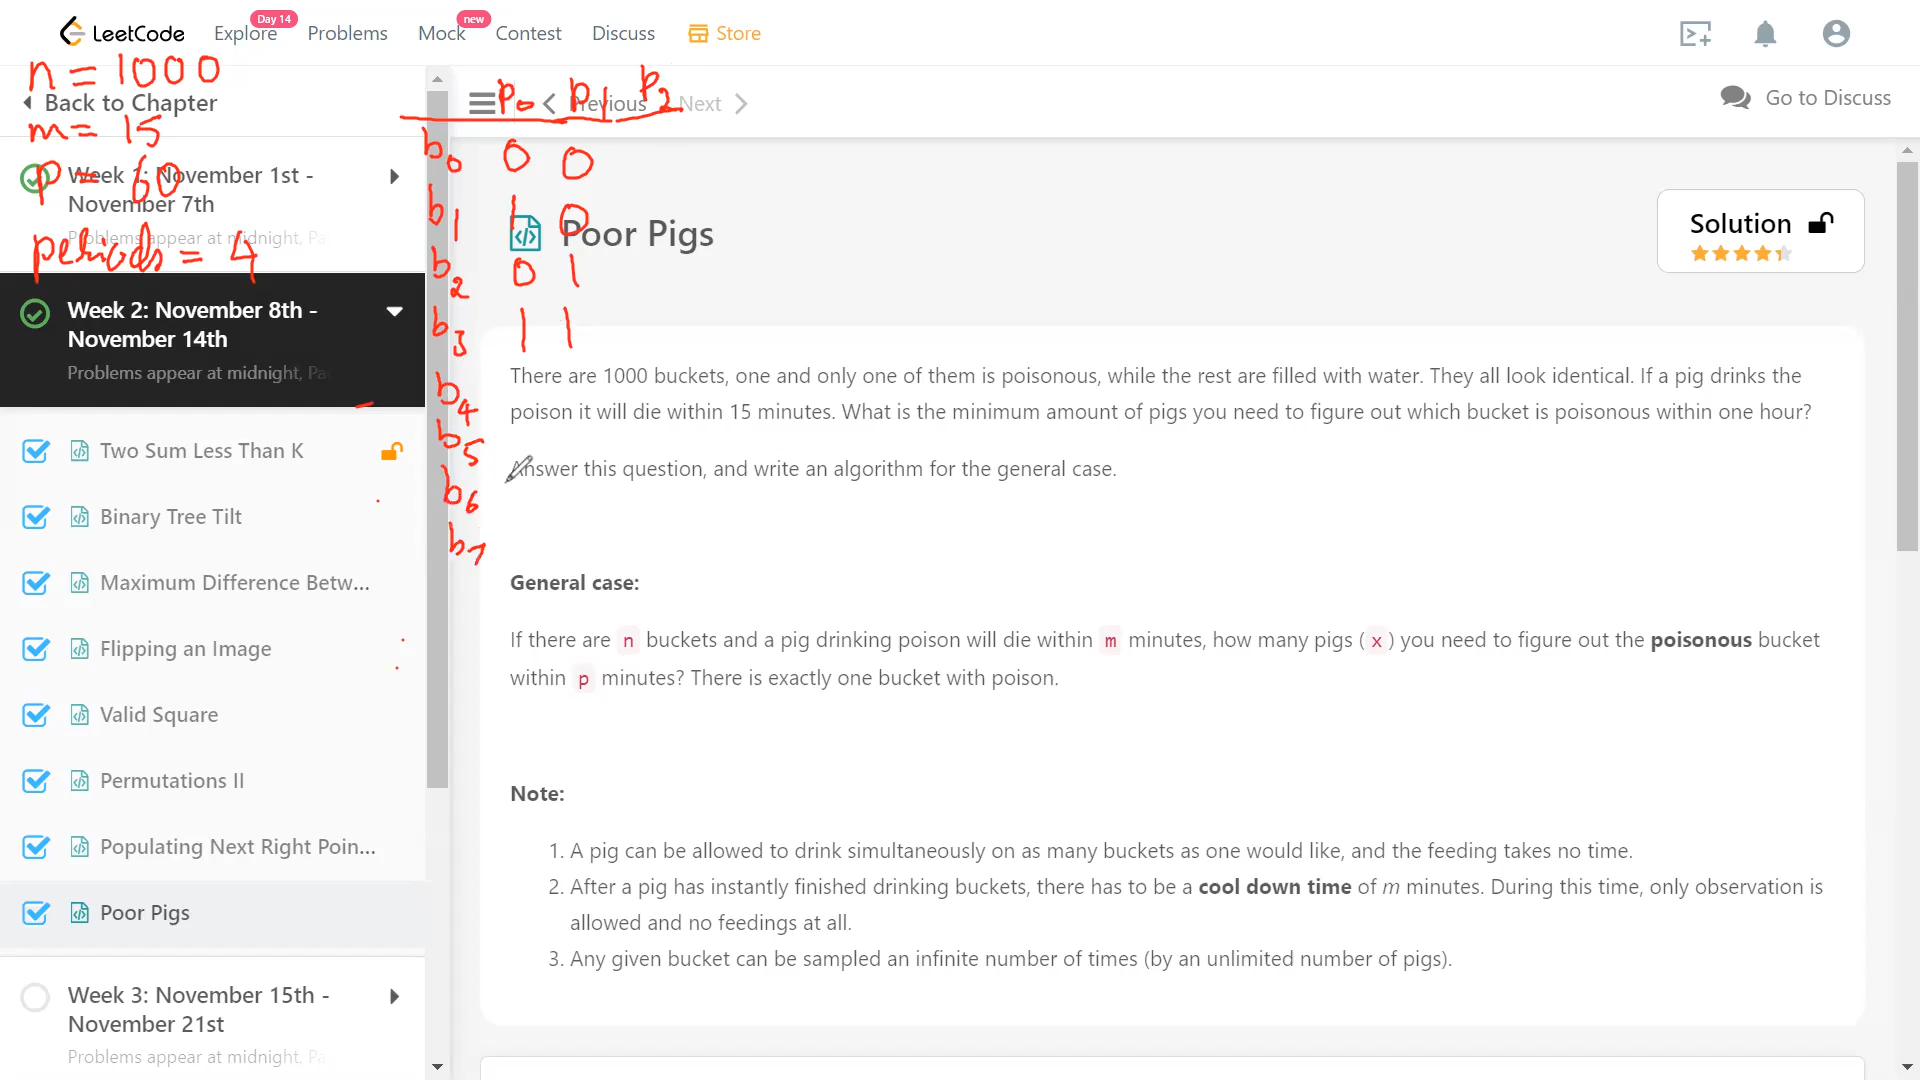 LeetCode Explore Day 14 Problems Mock new Contest Discuss Store
n = 1000
m = 15
p = 60
periods = 4
Back to Chapter
Week 1: November 1st -
November 7th
Problems appear at midnight, Pa
Week 2: November 8th -
November 14th
Problems appear at midnight, Pa
Two Sum Less Than K
Binary Tree Tilt
Maximum Difference Betw...
Flipping an Image
Valid Square
Permutations II
Populating Next Right Poin...
Poor Pigs
Week 3: November 15th -
November 21st
Problems appear at midnight, Pa
Previous Next Go to Discuss
p0 p1 p2
b0 0 0
b1 1 0
b2 0 1
b3 1 1
b4
b5
b6
b7
Poor Pigs
Solution
There are 1000 buckets, one and only one of them is poisonous, while the rest are filled with water. They all look identical. If a pig drinks the
poison it will die within 15 minutes. What is the minimum amount of pigs you need to figure out which bucket is poisonous within one hour?
Answer this question, and write an algorithm for the general case.
General case:
If there are n buckets and a pig drinking poison will die within m minutes, how many pigs (x) you need to figure out the poisonous bucket
within p minutes? There is exactly one bucket with poison.
Note:
1. A pig can be allowed to drink simultaneously on as many buckets as one would like, and the feeding takes no time.
2. After a pig has instantly finished drinking buckets, there has to be a cool down time of m minutes. During this time, only observation is
allowed and no feedings at all.
3. Any given bucket can be sampled an infinite number of times (by an unlimited number of pigs).